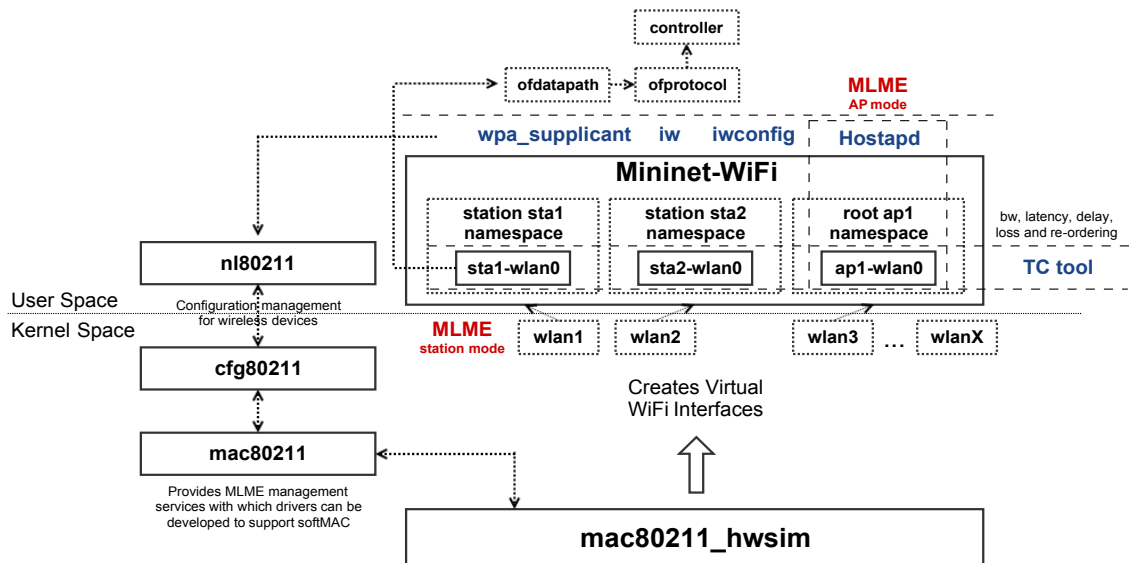 controller
ofdatapath
ofprotocol
MLME
AP mode
wpa_supplicant iw iwconfig Hostapd
Mininet-WiFi
station sta1
namespace
station sta2
namespace
root ap1
namespace
bw, latency, delay,
loss and re-ordering
nl80211
sta1-wlan0
sta2-wlan0
ap1-wlan0
TC tool
User Space
Configuration management
for wireless devices
Kernel Space
MLME
station mode
wlan1
wlan2
wlan3
...
wlanX
cfg80211
Creates Virtual
WiFi Interfaces
mac80211
Provides MLME management
services with which drivers can be
developed to support softMAC
mac80211_hwsim